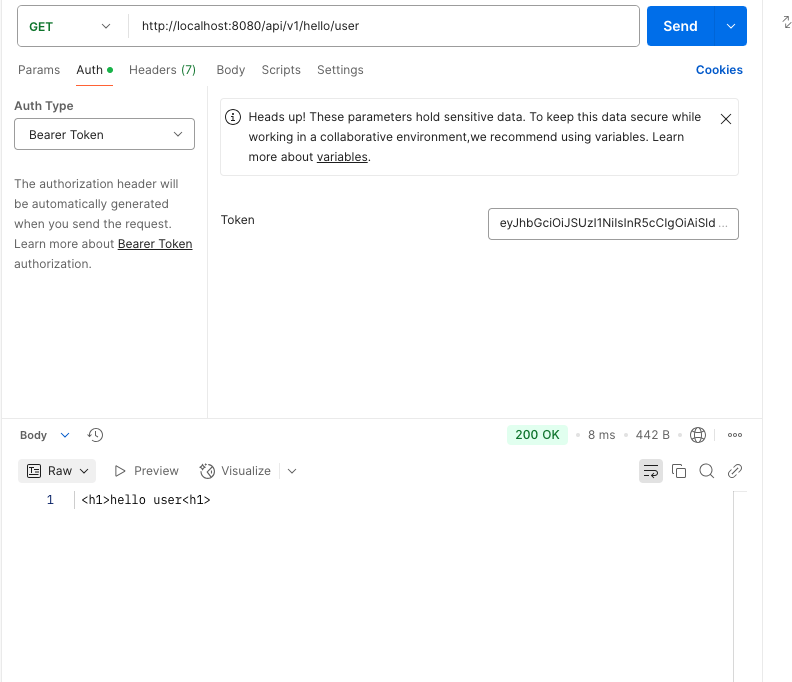 GET http://localhost:8080/api/v1/hello/user Send
Params Auth Headers (7) Body Scripts Settings Cookies
Auth Type
Bearer Token
The authorization header will
be automatically generated
when you send the request.
Learn more about Bearer Token
authorization.
Heads up! These parameters hold sensitive data. To keep this data secure while
working in a collaborative environment,we recommend using variables. Learn
more about variables.
Token eyJhbGciOiJSUzI1NiIsInR5cCIgOiAiSld ...
Body 200 OK • 8 ms • 442 B •
Raw Preview Visualize
1 <h1>hello user<h1>